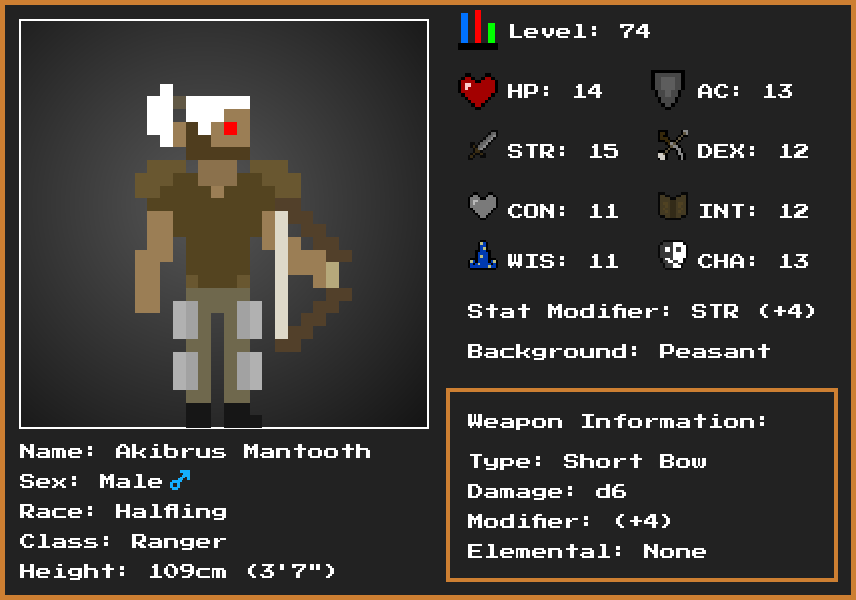 Level: 74
HP: 14
AC: 13
STR: 15
DEX: 12
CON: 11
INT: 12
WIS: 11
CHA: 13
Stat Modifier: STR (+4)
Background: Peasant
Weapon Information:
Type: Short Bow
Damage: d6
Modifier: (+4)
Elemental: None
Name: Akibrus Mantooth
Sex: Male♂
Race: Halfling
Class: Ranger
Height: 109cm (3'7")